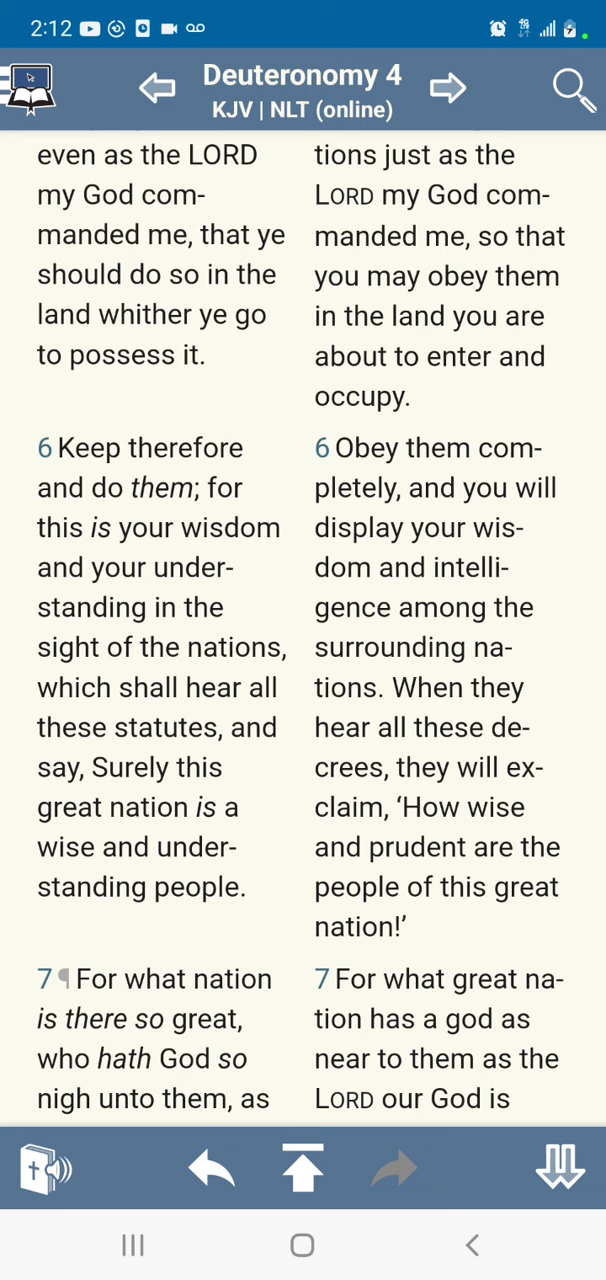 2:12
Deuteronomy 4
KJV | NLT (online)
even as the LORD
my God com-
manded me, that ye
should do so in the
land whither ye go
to possess it.
6 Keep therefore
and do them; for
this is your wisdom
and your under-
standing in the
sight of the nations,
which shall hear all
these statutes, and
say, Surely this
great nation is a
wise and under-
standing people.
7 ¶ For what nation
is there so great,
who hath God so
nigh unto them, as
tions just as the
LORD my God com-
manded me, so that
you may obey them
in the land you are
about to enter and
occupy.
6 Obey them com-
pletely, and you will
display your wis-
dom and intelli-
gence among the
surrounding na-
tions. When they
hear all these de-
crees, they will ex-
claim, ‘How wise
and prudent are the
people of this great
nation!’
7 For what great na-
tion has a god as
near to them as the
LORD our God is